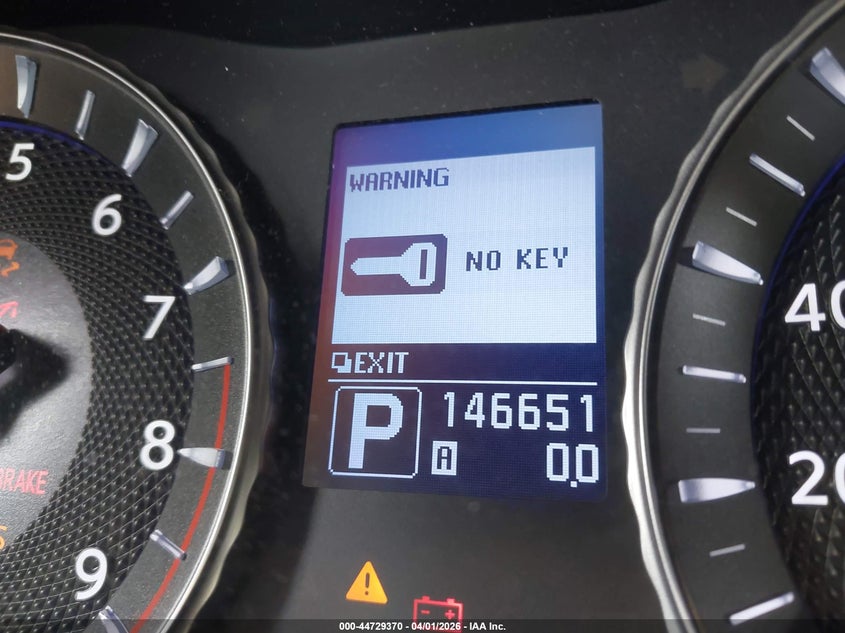 5
6
7
8
9
WARNING
NO KEY
EXIT
P
146651
A
0.0
40
20
BRAKE
000-44729370 - 04/01/2026 - IAA Inc.